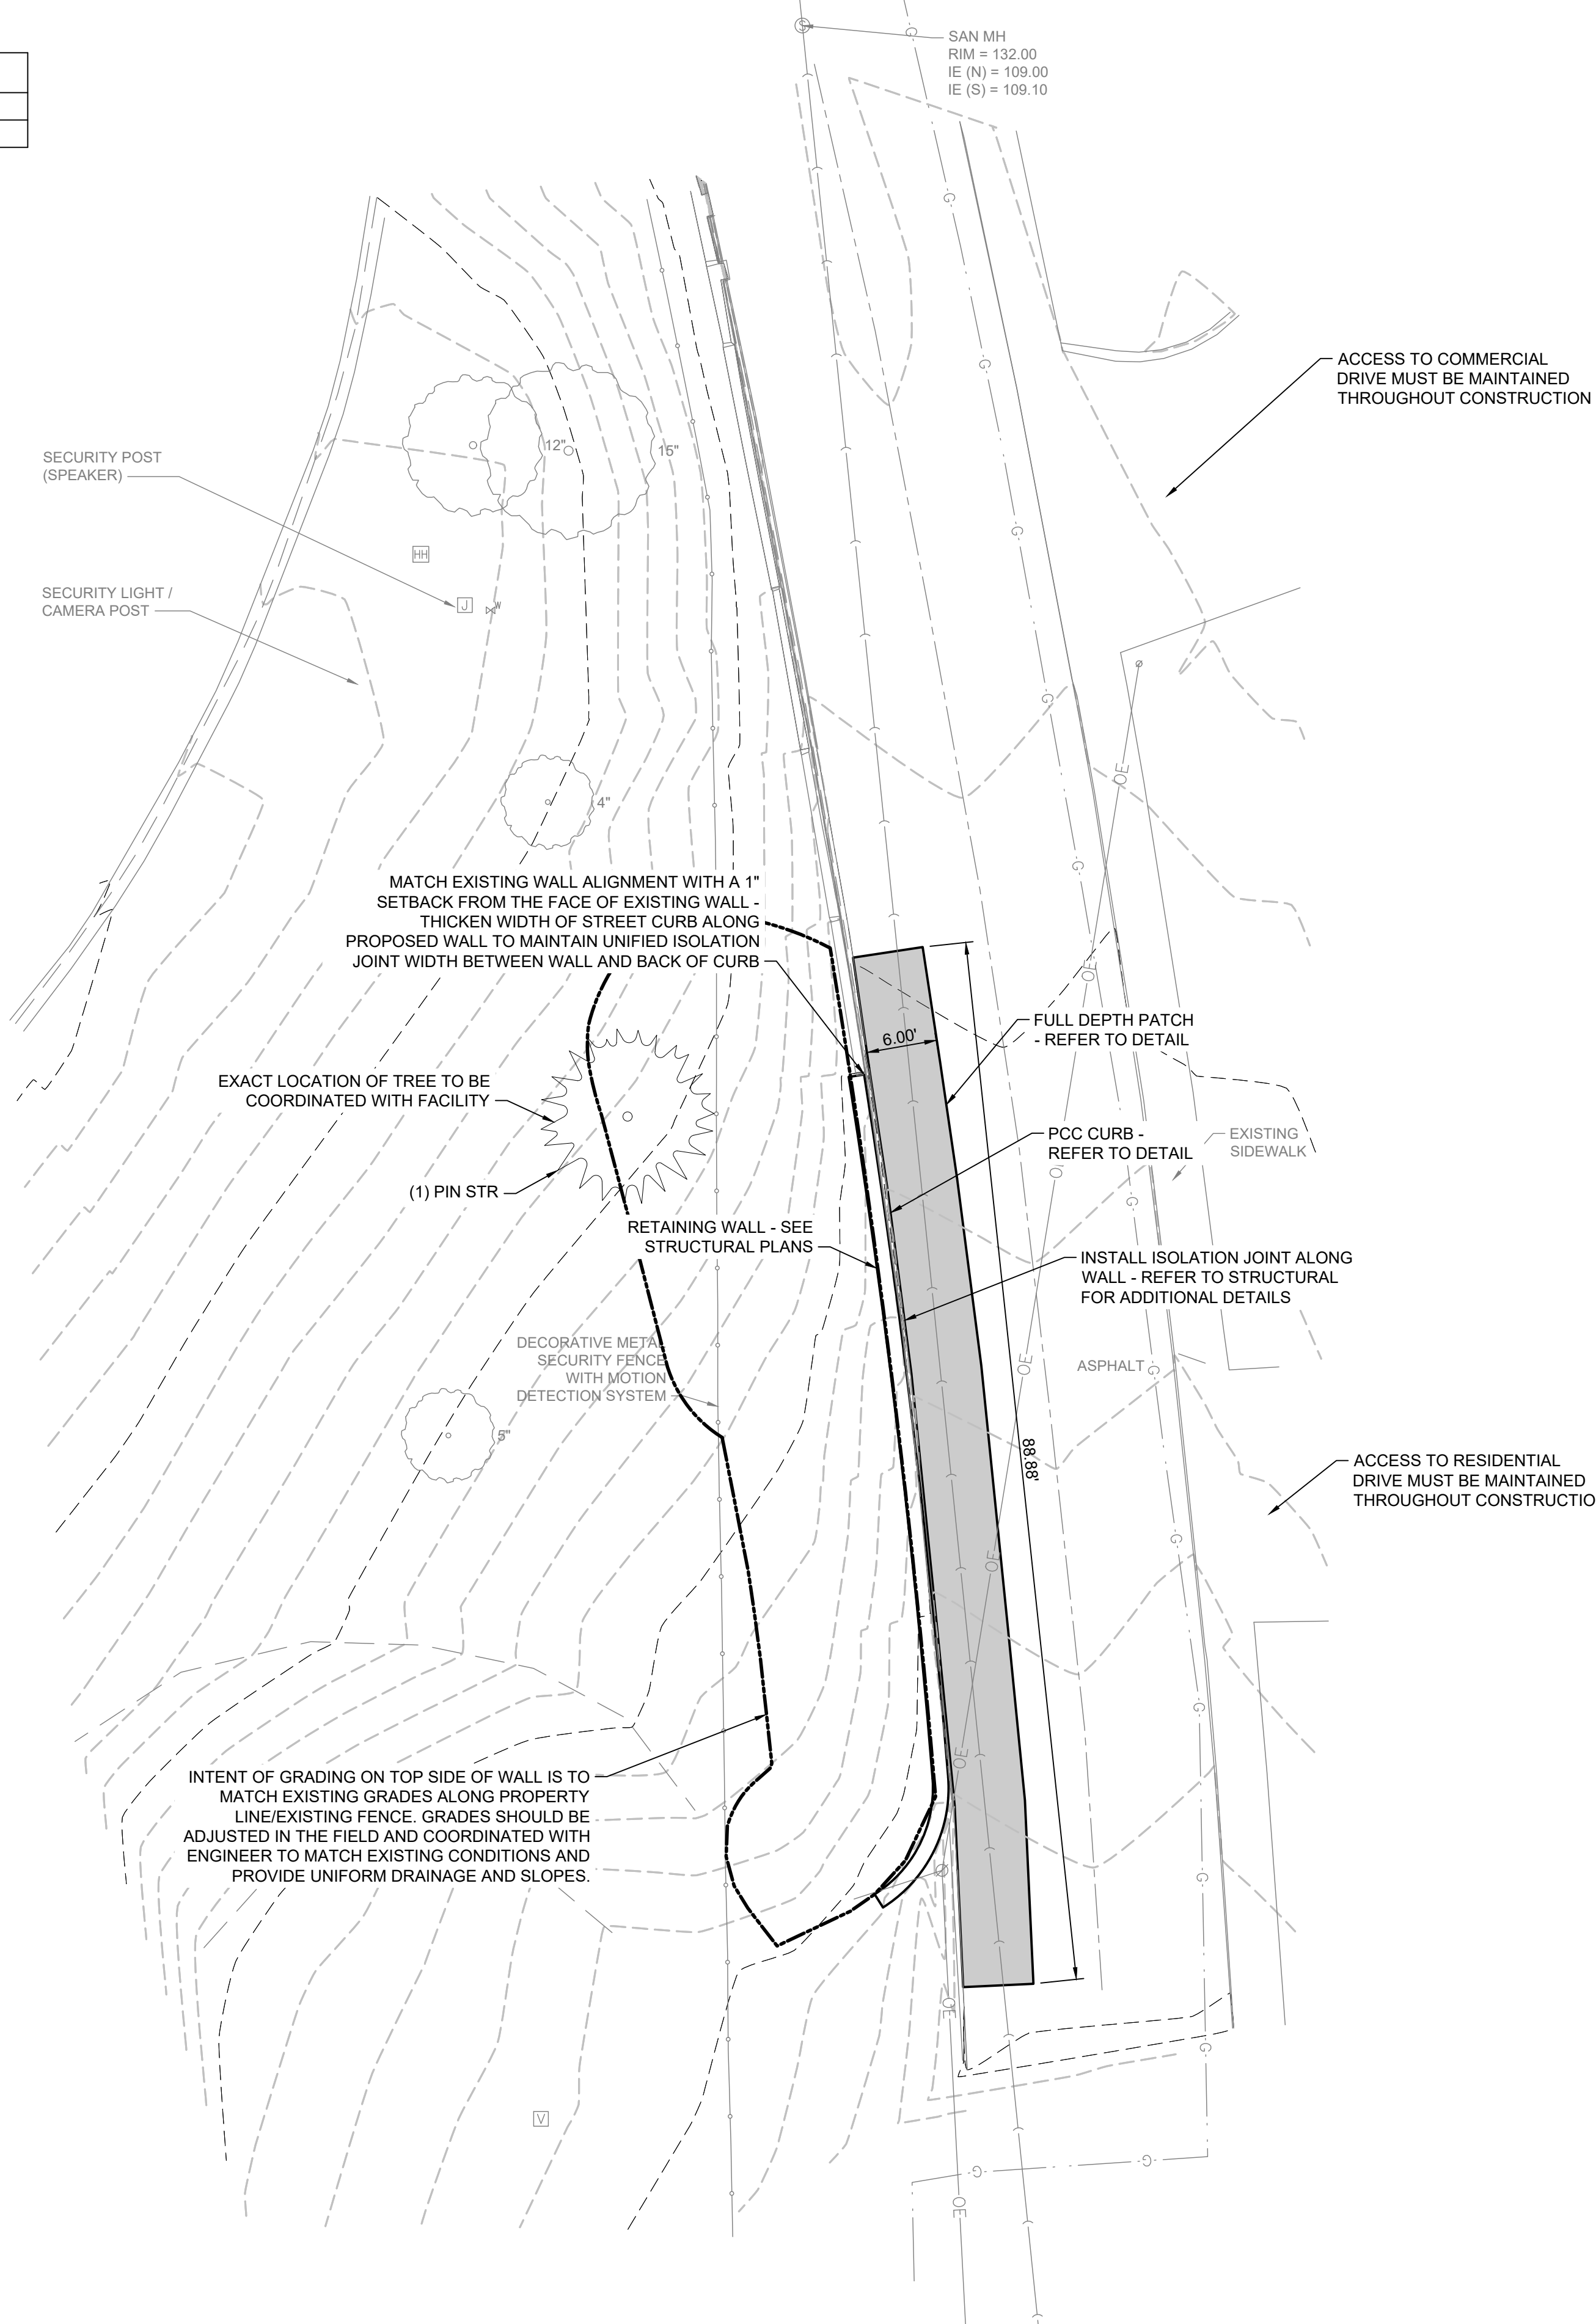 S
G
SAN MH
RIM = 132.00
IE (N) = 109.00
IE (S) = 109.10
G
G
ACCESS TO COMMERCIAL
DRIVE MUST BE MAINTAINED
THROUGHOUT CONSTRUCTION
12"
15"
SECURITY POST
(SPEAKER)
G
HH
SECURITY LIGHT /
CAMERA POST
J
W
G
OE
4"
G
MATCH EXISTING WALL ALIGNMENT WITH A 1"
SETBACK FROM THE FACE OF EXISTING WALL -
THICKEN WIDTH OF STREET CURB ALONG
PROPOSED WALL TO MAINTAIN UNIFIED ISOLATION
JOINT WIDTH BETWEEN WALL AND BACK OF CURB
OE
FULL DEPTH PATCH
- REFER TO DETAIL
6.00'
EXACT LOCATION OF TREE TO BE
COORDINATED WITH FACILITY
PCC CURB -
REFER TO DETAIL
EXISTING
SIDEWALK
(1) PIN STR
G
RETAINING WALL - SEE
STRUCTURAL PLANS
INSTALL ISOLATION JOINT ALONG
WALL - REFER TO STRUCTURAL
FOR ADDITIONAL DETAILS
DECORATIVE METAL
SECURITY FENCE
WITH MOTION
DETECTION SYSTEM
OE
ASPHALT
G
5"
88.88'
ACCESS TO RESIDENTIAL
DRIVE MUST BE MAINTAINED
THROUGHOUT CONSTRUCTIO
G
OE
G
OE
INTENT OF GRADING ON TOP SIDE OF WALL IS TO
MATCH EXISTING GRADES ALONG PROPERTY
LINE/EXISTING FENCE. GRADES SHOULD BE
ADJUSTED IN THE FIELD AND COORDINATED WITH
ENGINEER TO MATCH EXISTING CONDITIONS AND
PROVIDE UNIFORM DRAINAGE AND SLOPES.
G
OE
G
V
G
G
OE